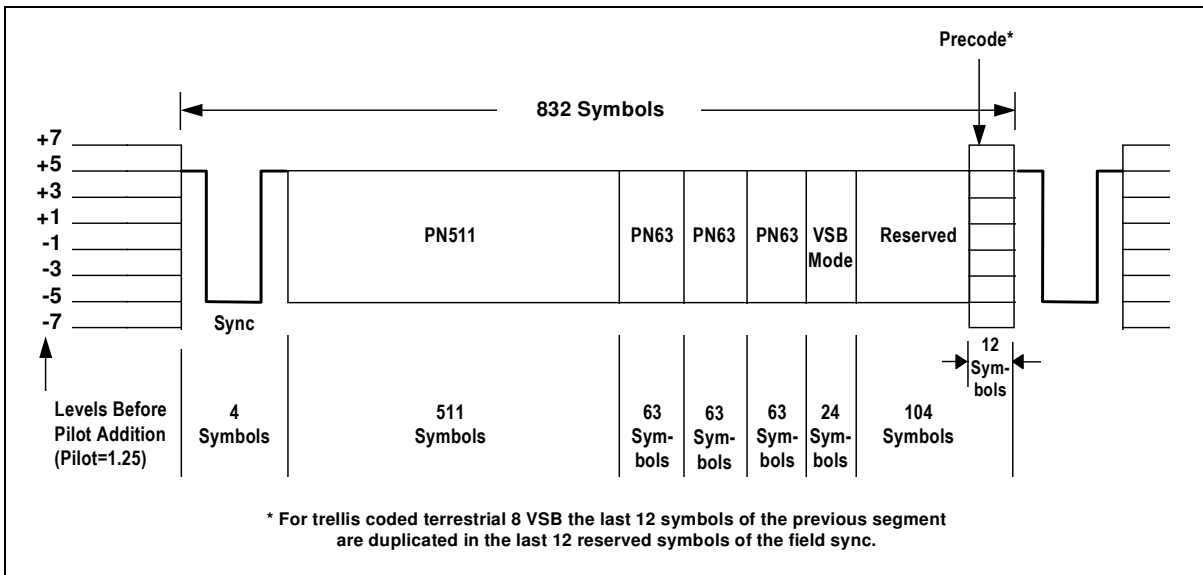 Precode*
832 Symbols
+7
+5
+3
+1
-1
-3
-5
-7
PN511
PN63
PN63
PN63
VSB
Mode
Reserved
Sync
12
Sym-
bols
Levels Before
Pilot Addition
(Pilot=1.25)
4
Symbols
511
Symbols
63
Sym-
bols
63
Sym-
bols
63
Sym-
bols
24
Sym-
bols
104
Symbols
* For trellis coded terrestrial 8 VSB the last 12 symbols of the previous segment
are duplicated in the last 12 reserved symbols of the field sync.